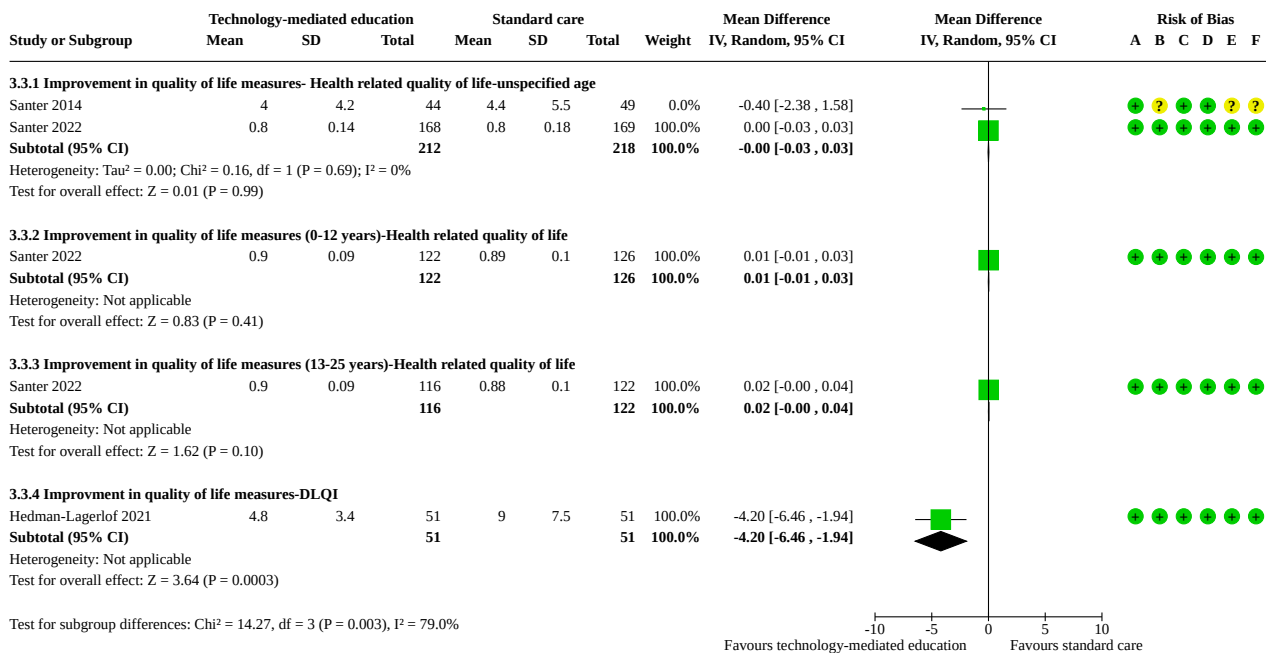 Technology-mediated education Standard care Mean Difference Mean Difference Risk of Bias
Study or Subgroup Mean SD Total Mean SD Total Weight IV, Random, 95% CI IV, Random, 95% CI A B C D E F
3.3.1 Improvement in quality of life measures- Health related quality of life-unspecified age
Santer 2014 4 4.2 44 4.4 5.5 49 0.0% -0.40 [-2.38 , 1.58] + ? + + ? ?
Santer 2022 0.8 0.14 168 0.8 0.18 169 100.0% 0.00 [-0.03 , 0.03] + + + + + +
Subtotal (95% CI) 212 218 100.0% -0.00 [-0.03 , 0.03]
Heterogeneity: Tau² = 0.00; Chi² = 0.16, df = 1 (P = 0.69); I² = 0%
Test for overall effect: Z = 0.01 (P = 0.99)
3.3.2 Improvement in quality of life measures (0-12 years)-Health related quality of life
Santer 2022 0.9 0.09 122 0.89 0.1 126 100.0% 0.01 [-0.01 , 0.03] + + + + + +
Subtotal (95% CI) 122 126 100.0% 0.01 [-0.01 , 0.03]
Heterogeneity: Not applicable
Test for overall effect: Z = 0.83 (P = 0.41)
3.3.3 Improvement in quality of life measures (13-25 years)-Health related quality of life
Santer 2022 0.9 0.09 116 0.88 0.1 122 100.0% 0.02 [-0.00 , 0.04] + + + + + +
Subtotal (95% CI) 116 122 100.0% 0.02 [-0.00 , 0.04]
Heterogeneity: Not applicable
Test for overall effect: Z = 1.62 (P = 0.10)
3.3.4 Improvment in quality of life measures-DLQI
Hedman-Lagerlof 2021 4.8 3.4 51 9 7.5 51 100.0% -4.20 [-6.46 , -1.94] + + + + + +
Subtotal (95% CI) 51 51 100.0% -4.20 [-6.46 , -1.94]
Heterogeneity: Not applicable
Test for overall effect: Z = 3.64 (P = 0.0003)
Test for subgroup differences: Chi² = 14.27, df = 3 (P = 0.003), I² = 79.0%
-10 -5 0 5 10
Favours technology-mediated education Favours standard care